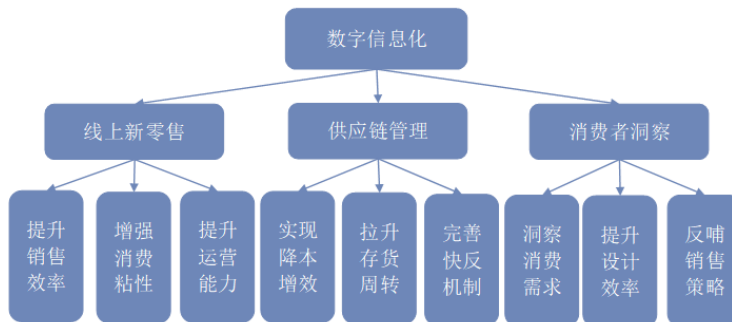 数字信息化
线上新零售
供应链管理
消费者洞察
提升
销售
效率
增强
消费
粘性
提升
运营
能力
实现
降本
增效
拉升
存货
周转
完善
快反
机制
洞察
消费
需求
提升
设计
效率
反哺
销售
策略